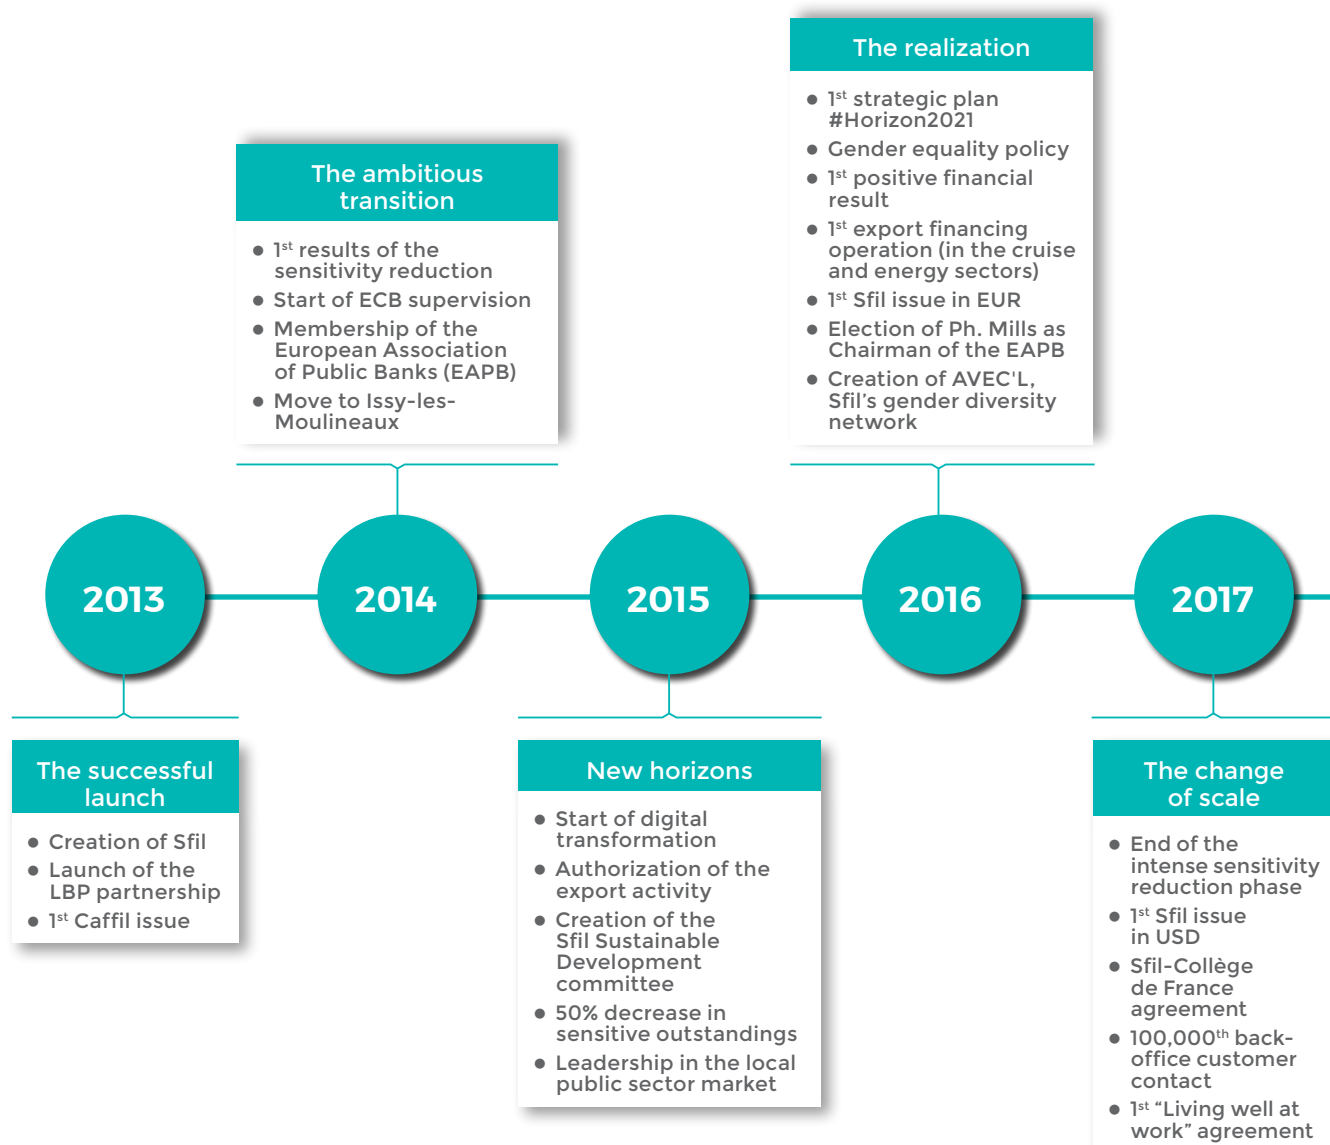 The realization
1st strategic plan
#Horizon2021
Gender equality policy
1st positive financial
result
1st export financing
operation (in the cruise
and energy sectors)
1st Sfil issue in EUR
Election of Ph. Mills as
Chairman of the EAPB
Creation of AVEC'L,
Sfil’s gender diversity
network
The ambitious
transition
1st results of the
sensitivity reduction
Start of ECB supervision
Membership of the
European Association
of Public Banks (EAPB)
Move to Issy-les-
Moulineaux
2013
2014
2015
2016
2017
The successful
launch
Creation of Sfil
Launch of the
LBP partnership
1st Caffil issue
New horizons
Start of digital
transformation
Authorization of the
export activity
Creation of the
Sfil Sustainable
Development
committee
50% decrease in
sensitive outstandings
Leadership in the local
public sector market
The change
of scale
End of the
intense sensitivity
reduction phase
1st Sfil issue
in USD
Sfil-Collège
de France
agreement
100,000th back-
office customer
contact
1st “Living well at
work” agreement